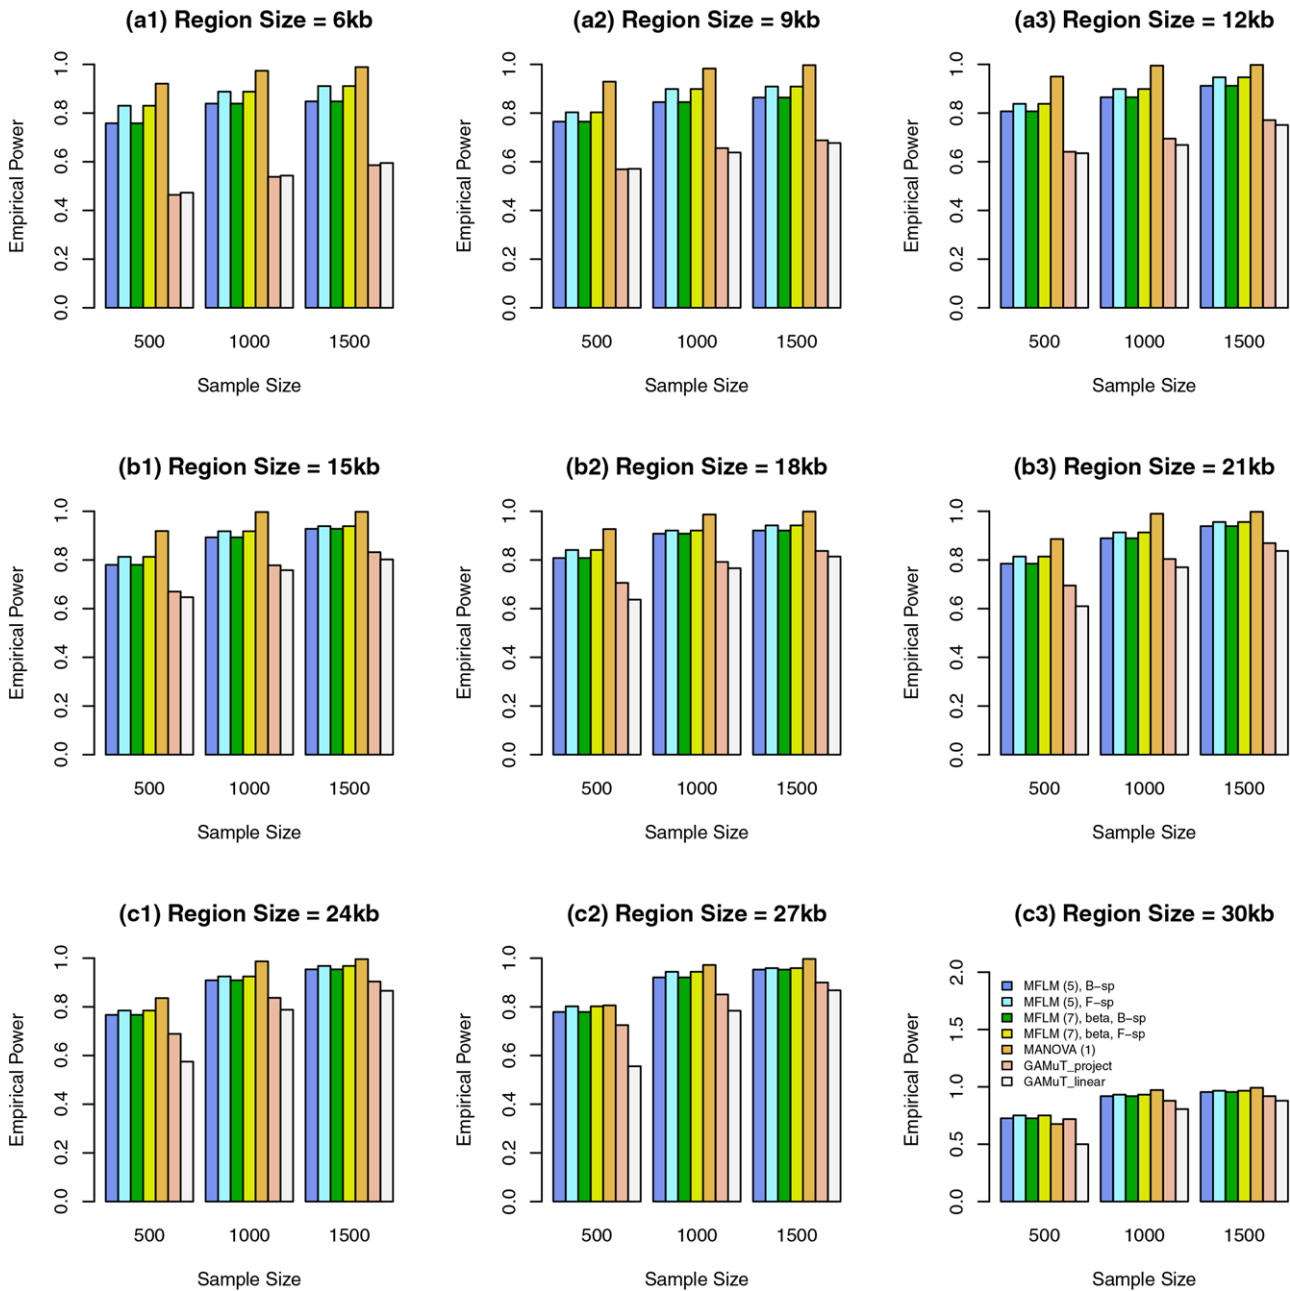 (a1) Region Size = 6kb
(a2) Region Size = 9kb
(a3) Region Size = 12kb
Empirical Power
0.0 0.2 0.4 0.6 0.8 1.0
500 1000 1500
Sample Size
Empirical Power
0.0 0.2 0.4 0.6 0.8 1.0
500 1000 1500
Sample Size
Empirical Power
0.0 0.2 0.4 0.6 0.8 1.0
500 1000 1500
Sample Size
(b1) Region Size = 15kb
(b2) Region Size = 18kb
(b3) Region Size = 21kb
Empirical Power
0.0 0.2 0.4 0.6 0.8 1.0
500 1000 1500
Sample Size
Empirical Power
0.0 0.2 0.4 0.6 0.8 1.0
500 1000 1500
Sample Size
Empirical Power
0.0 0.2 0.4 0.6 0.8 1.0
500 1000 1500
Sample Size
(c1) Region Size = 24kb
(c2) Region Size = 27kb
(c3) Region Size = 30kb
Empirical Power
0.0 0.2 0.4 0.6 0.8 1.0
500 1000 1500
Sample Size
Empirical Power
0.0 0.2 0.4 0.6 0.8 1.0
500 1000 1500
Sample Size
Empirical Power
0.0 0.5 1.0 1.5 2.0
MFLM (5), B−sp
MFLM (5), F−sp
MFLM (7), beta, B−sp
MFLM (7), beta, F−sp
MANOVA (1)
GAMuT_project
GAMuT_linear
500 1000 1500
Sample Size